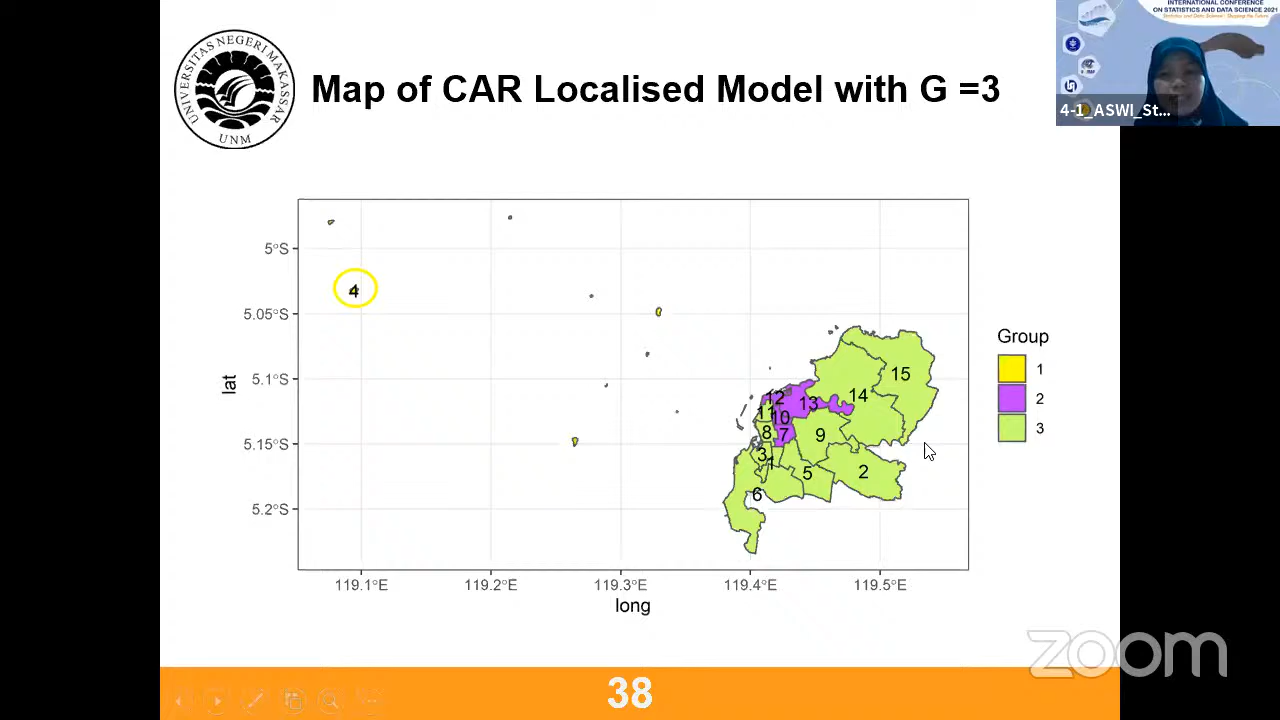 INTERNATIONAL CONFERENCE
ON STATISTICS AND DATA SCIENCE 2021
4-1_ASWI_St...
UNIVERSITAS NEGERI MAKASSAR
UNM
Map of CAR Localised Model with G =3
lat
5°S
5.05°S
5.1°S
5.15°S
5.2°S
4
15
14
12
13
11
10
8
7
9
3
1
5
2
6
119.1°E
119.2°E
119.3°E
119.4°E
119.5°E
long
Group
1
2
3
zoom
38